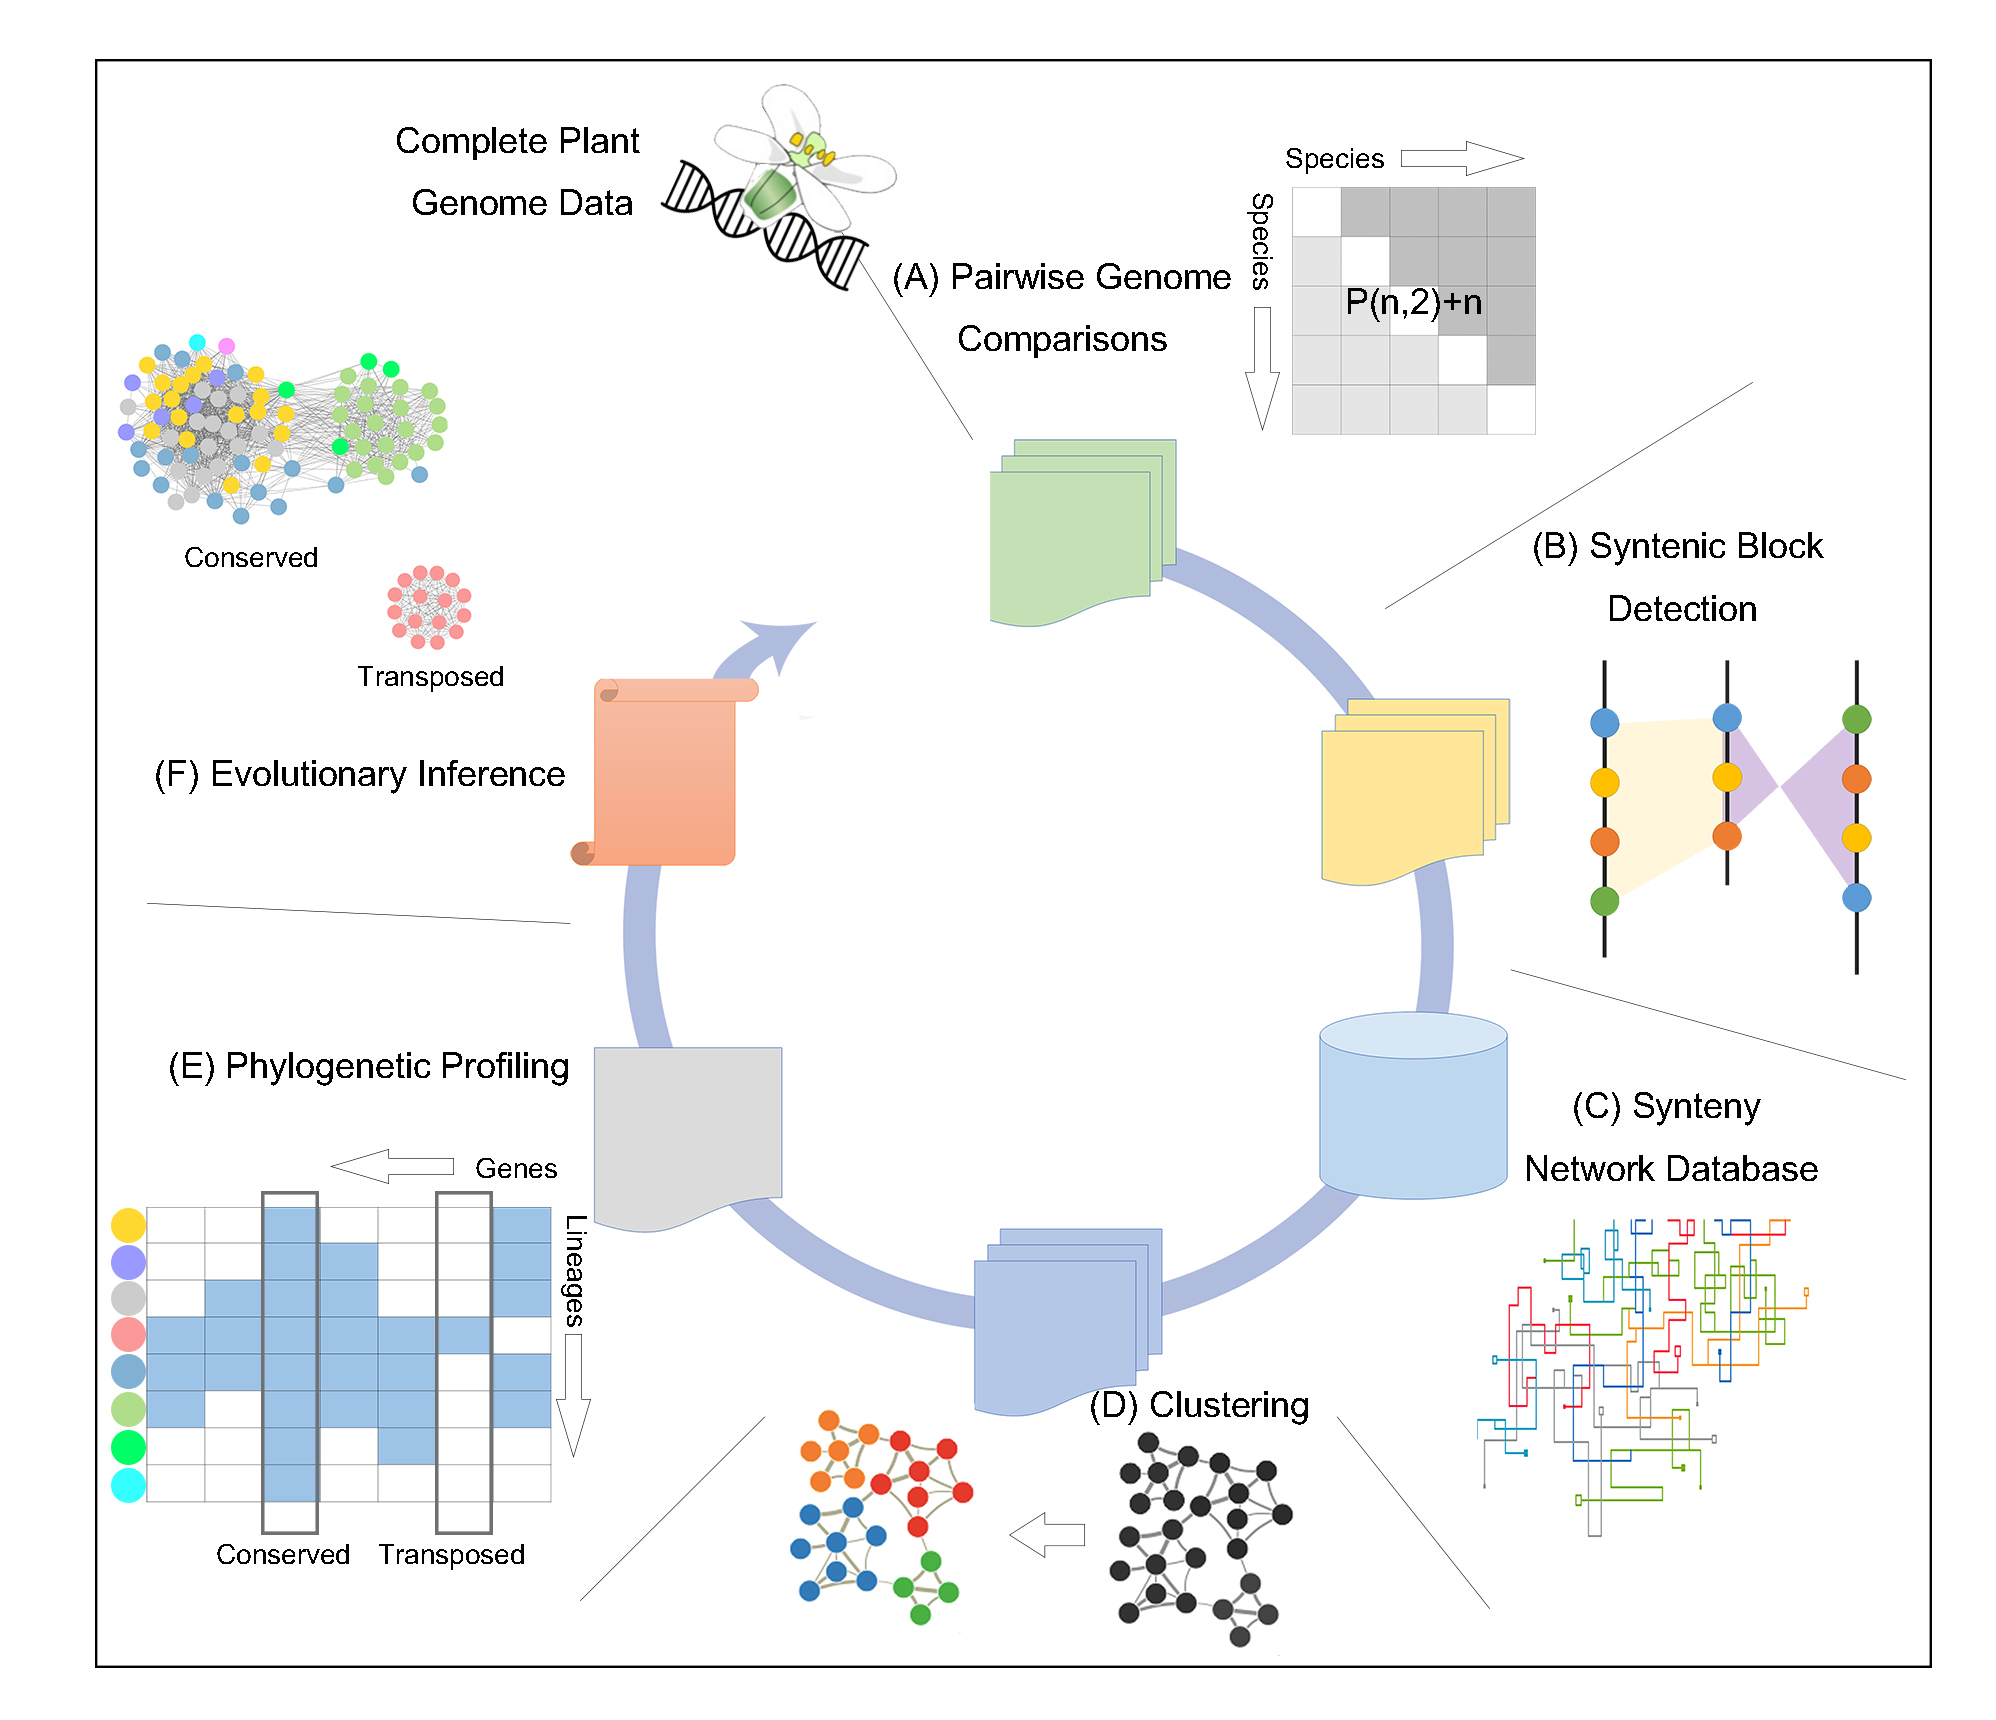 Complete Plant
Genome Data
(A) Pairwise Genome
Comparisons
Species
Species
P(n,2)+n
(B) Syntenic Block
Detection
(C) Synteny
Network Database
(D) Clustering
(E) Phylogenetic Profiling
Genes
Lineages
Conserved
Transposed
(F) Evolutionary Inference
Conserved
Transposed